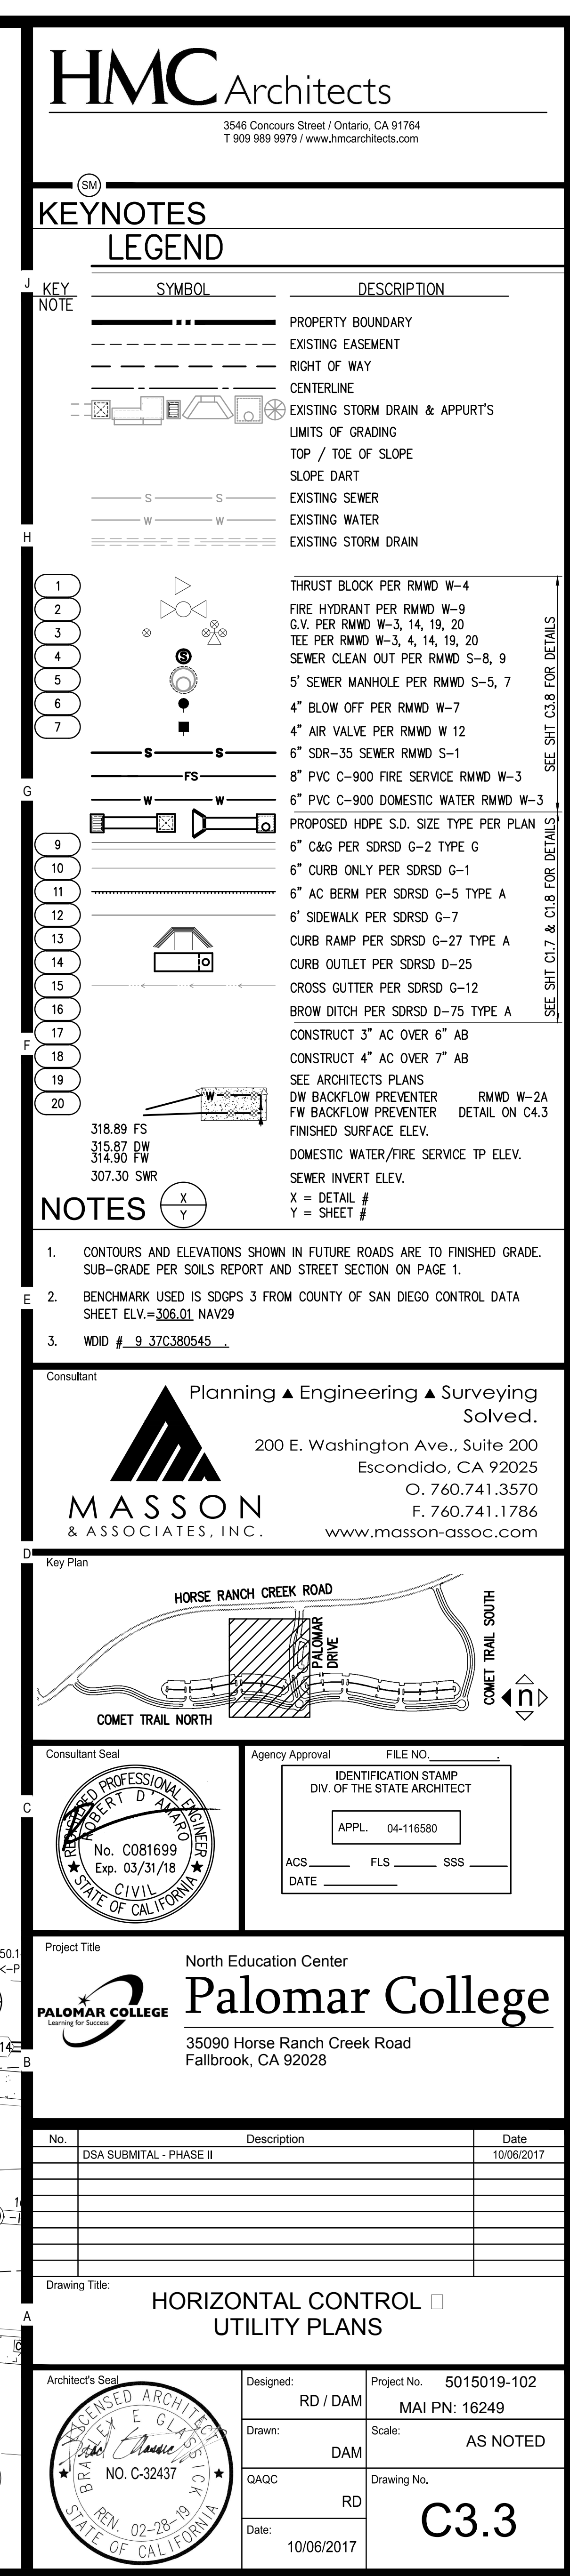 HMC Architects
3546 Concours Street / Ontario, CA 91764
T 909 989 9979 / www.hmcarchitects.com
SM
KEYNOTES
LEGEND
J
KEY NOTE
SYMBOL
DESCRIPTION
PROPERTY BOUNDARY
EXISTING EASEMENT
RIGHT OF WAY
CENTERLINE
EXISTING STORM DRAIN & APPURT'S
LIMITS OF GRADING
TOP / TOE OF SLOPE
SLOPE DART
S S EXISTING SEWER
W W EXISTING WATER
H
EXISTING STORM DRAIN
1 THRUST BLOCK PER RMWD W-4
2 FIRE HYDRANT PER RMWD W-9
G.V. PER RMWD W-3, 14, 19, 20
3 TEE PER RMWD W-3, 4, 14, 19, 20
4 S SEWER CLEAN OUT PER RMWD S-8, 9
5 5' SEWER MANHOLE PER RMWD S-5, 7
6 4" BLOW OFF PER RMWD W-7
7 4" AIR VALVE PER RMWD W 12
S S 6" SDR-35 SEWER RMWD S-1
FS 8" PVC C-900 FIRE SERVICE RMWD W-3
G
W W 6" PVC C-900 DOMESTIC WATER RMWD W-3
SEE SHT C3.8 FOR DETAILS
PROPOSED HDPE S.D. SIZE TYPE PER PLAN
9 6" C&G PER SDRSD G-2 TYPE G
10 6" CURB ONLY PER SDRSD G-1
11 6" AC BERM PER SDRSD G-5 TYPE A
12 6' SIDEWALK PER SDRSD G-7
13 CURB RAMP PER SDRSD G-27 TYPE A
14 CURB OUTLET PER SDRSD D-25
15 CROSS GUTTER PER SDRSD G-12
16 BROW DITCH PER SDRSD D-75 TYPE A
SEE SHT C1.7 & C1.8 FOR DETAILS
17 CONSTRUCT 3" AC OVER 6" AB
F
18 CONSTRUCT 4" AC OVER 7" AB
19 SEE ARCHITECTS PLANS
20 W DW BACKFLOW PREVENTER RMWD W-2A
FW BACKFLOW PREVENTER DETAIL ON C4.3
318.89 FS FINISHED SURFACE ELEV.
315.87 DW
314.90 FW DOMESTIC WATER/FIRE SERVICE TP ELEV.
307.30 SWR SEWER INVERT ELEV.
X
Y
X = DETAIL #
Y = SHEET #
NOTES
1. CONTOURS AND ELEVATIONS SHOWN IN FUTURE ROADS ARE TO FINISHED GRADE.
SUB-GRADE PER SOILS REPORT AND STREET SECTION ON PAGE 1.
E
2. BENCHMARK USED IS SDGPS 3 FROM COUNTY OF SAN DIEGO CONTROL DATA
SHEET ELV.=306.01 NAV29
3. WDID # 9 37C380545 .
Consultant
Planning ▲ Engineering ▲ Surveying
Solved.
200 E. Washington Ave., Suite 200
Escondido, CA 92025
O. 760.741.3570
F. 760.741.1786
www.masson-assoc.com
MASSON
& ASSOCIATES, INC.
D
Key Plan
HORSE RANCH CREEK ROAD
PALOMAR DRIVE
COMET TRAIL SOUTH
n
COMET TRAIL NORTH
Consultant Seal
REGISTERED PROFESSIONAL ENGINEER
ROBERT D'AMARO
No. C081699
Exp. 03/31/18
CIVIL
STATE OF CALIFORNIA
C
Agency Approval FILE NO. .
IDENTIFICATION STAMP
DIV. OF THE STATE ARCHITECT
APPL. 04-116580
ACS FLS SSS
DATE
Project Title
PALOMAR COLLEGE
Learning for Success
North Education Center
Palomar College
35090 Horse Ranch Creek Road
Fallbrook, CA 92028
B
No. Description Date
DSA SUBMITAL - PHASE II 10/06/2017
Drawing Title:
HORIZONTAL CONTROL
UTILITY PLANS
A
Architect's Seal
LICENSED ARCHITECT
BRADLEY E GLASSICK
NO. C-32437
REN. 02-28-19
STATE OF CALIFORNIA
Designed:
RD / DAM
Drawn:
DAM
QAQC
RD
Date:
10/06/2017
Project No. 5015019-102
MAI PN: 16249
Scale:
AS NOTED
Drawing No.
C3.3